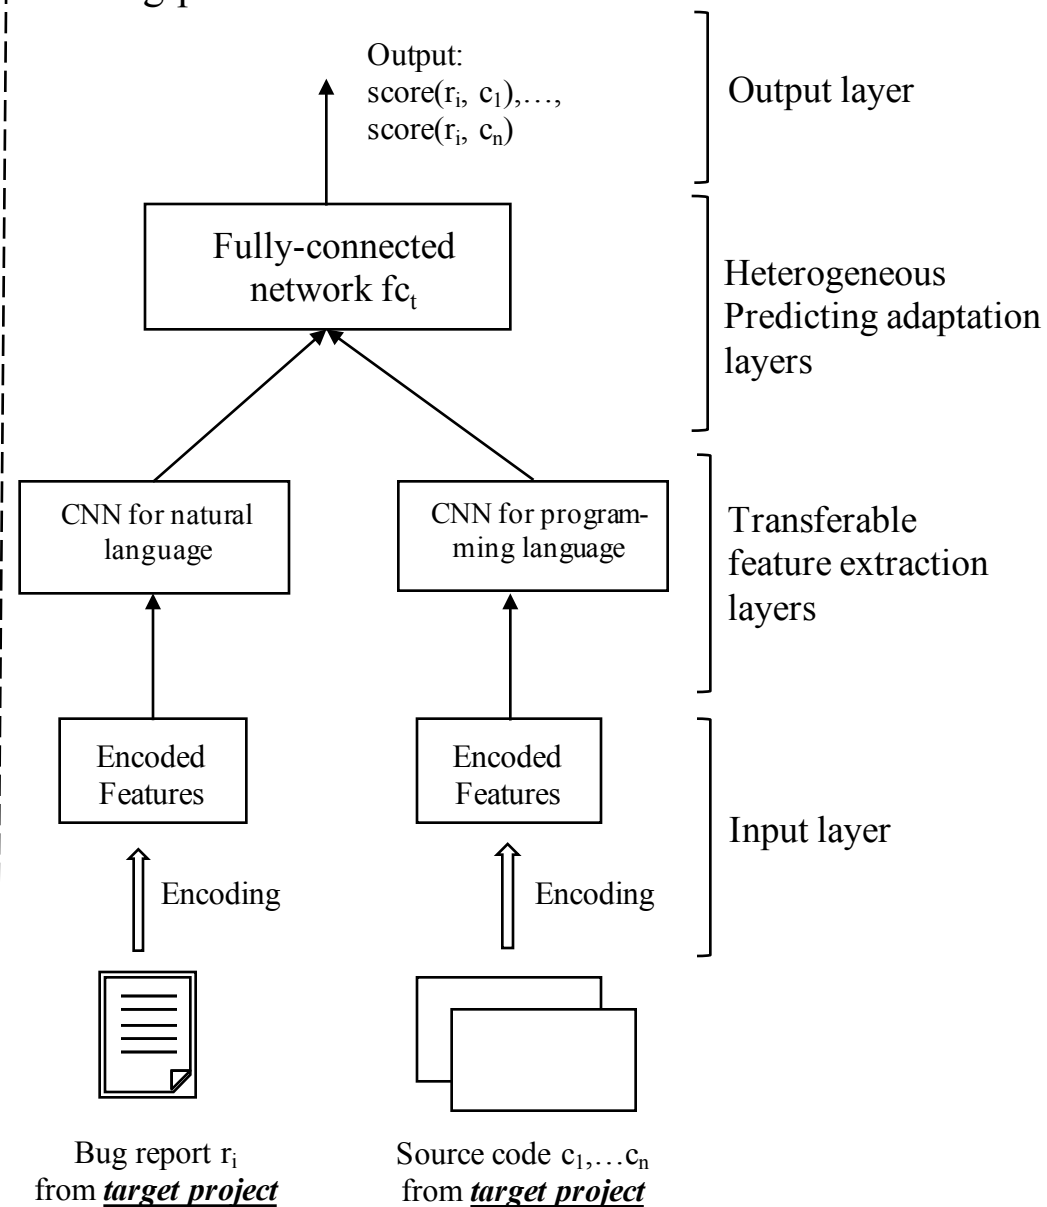 Output:
score(rᵢ, c₁),…,
score(rᵢ, cₙ)
Output layer
Fully-connected
network fcₜ
Heterogeneous
Predicting adaptation
layers
CNN for natural
language
CNN for program-
ming language
Transferable
feature extraction
layers
Encoded
Features
Encoded
Features
Input layer
Encoding
Encoding
Bug report rᵢ
from target project
Source code c₁,…cₙ
from target project